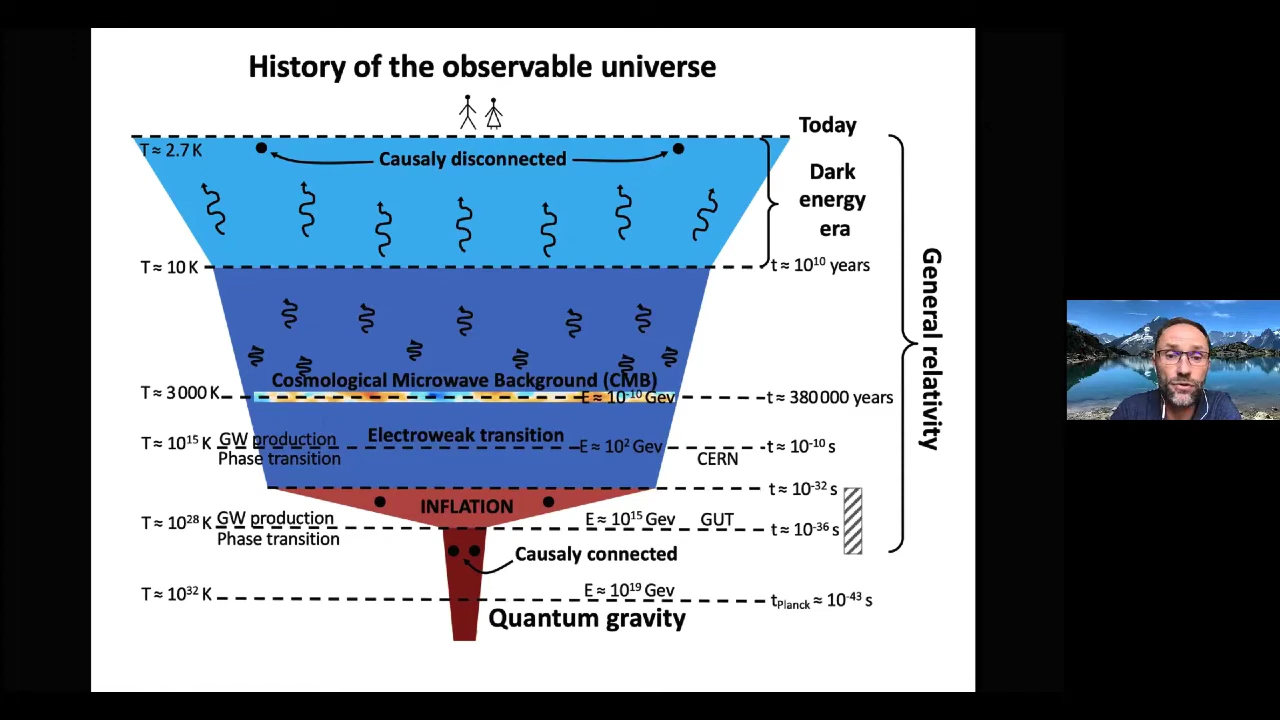 History of the observable universe
Today
T ≈ 2.7 K
Causaly disconnected
Dark
energy
era
T ≈ 10 K
t ≈ 10¹⁰ years
General relativity
Cosmological Microwave Background (CMB)
T ≈ 3 000 K
E ≈ 10⁻¹⁰ Gev
t ≈ 380 000 years
T ≈ 10¹⁵ K
GW production
Phase transition
Electroweak transition
E ≈ 10² Gev
CERN
t ≈ 10⁻¹⁰ s
t ≈ 10⁻³² s
INFLATION
T ≈ 10²⁸ K
GW production
Phase transition
E ≈ 10¹⁵ Gev
GUT
t ≈ 10⁻³⁶ s
Causaly connected
T ≈ 10³² K
E ≈ 10¹⁹ Gev
tPlanck ≈ 10⁻⁴³ s
Quantum gravity